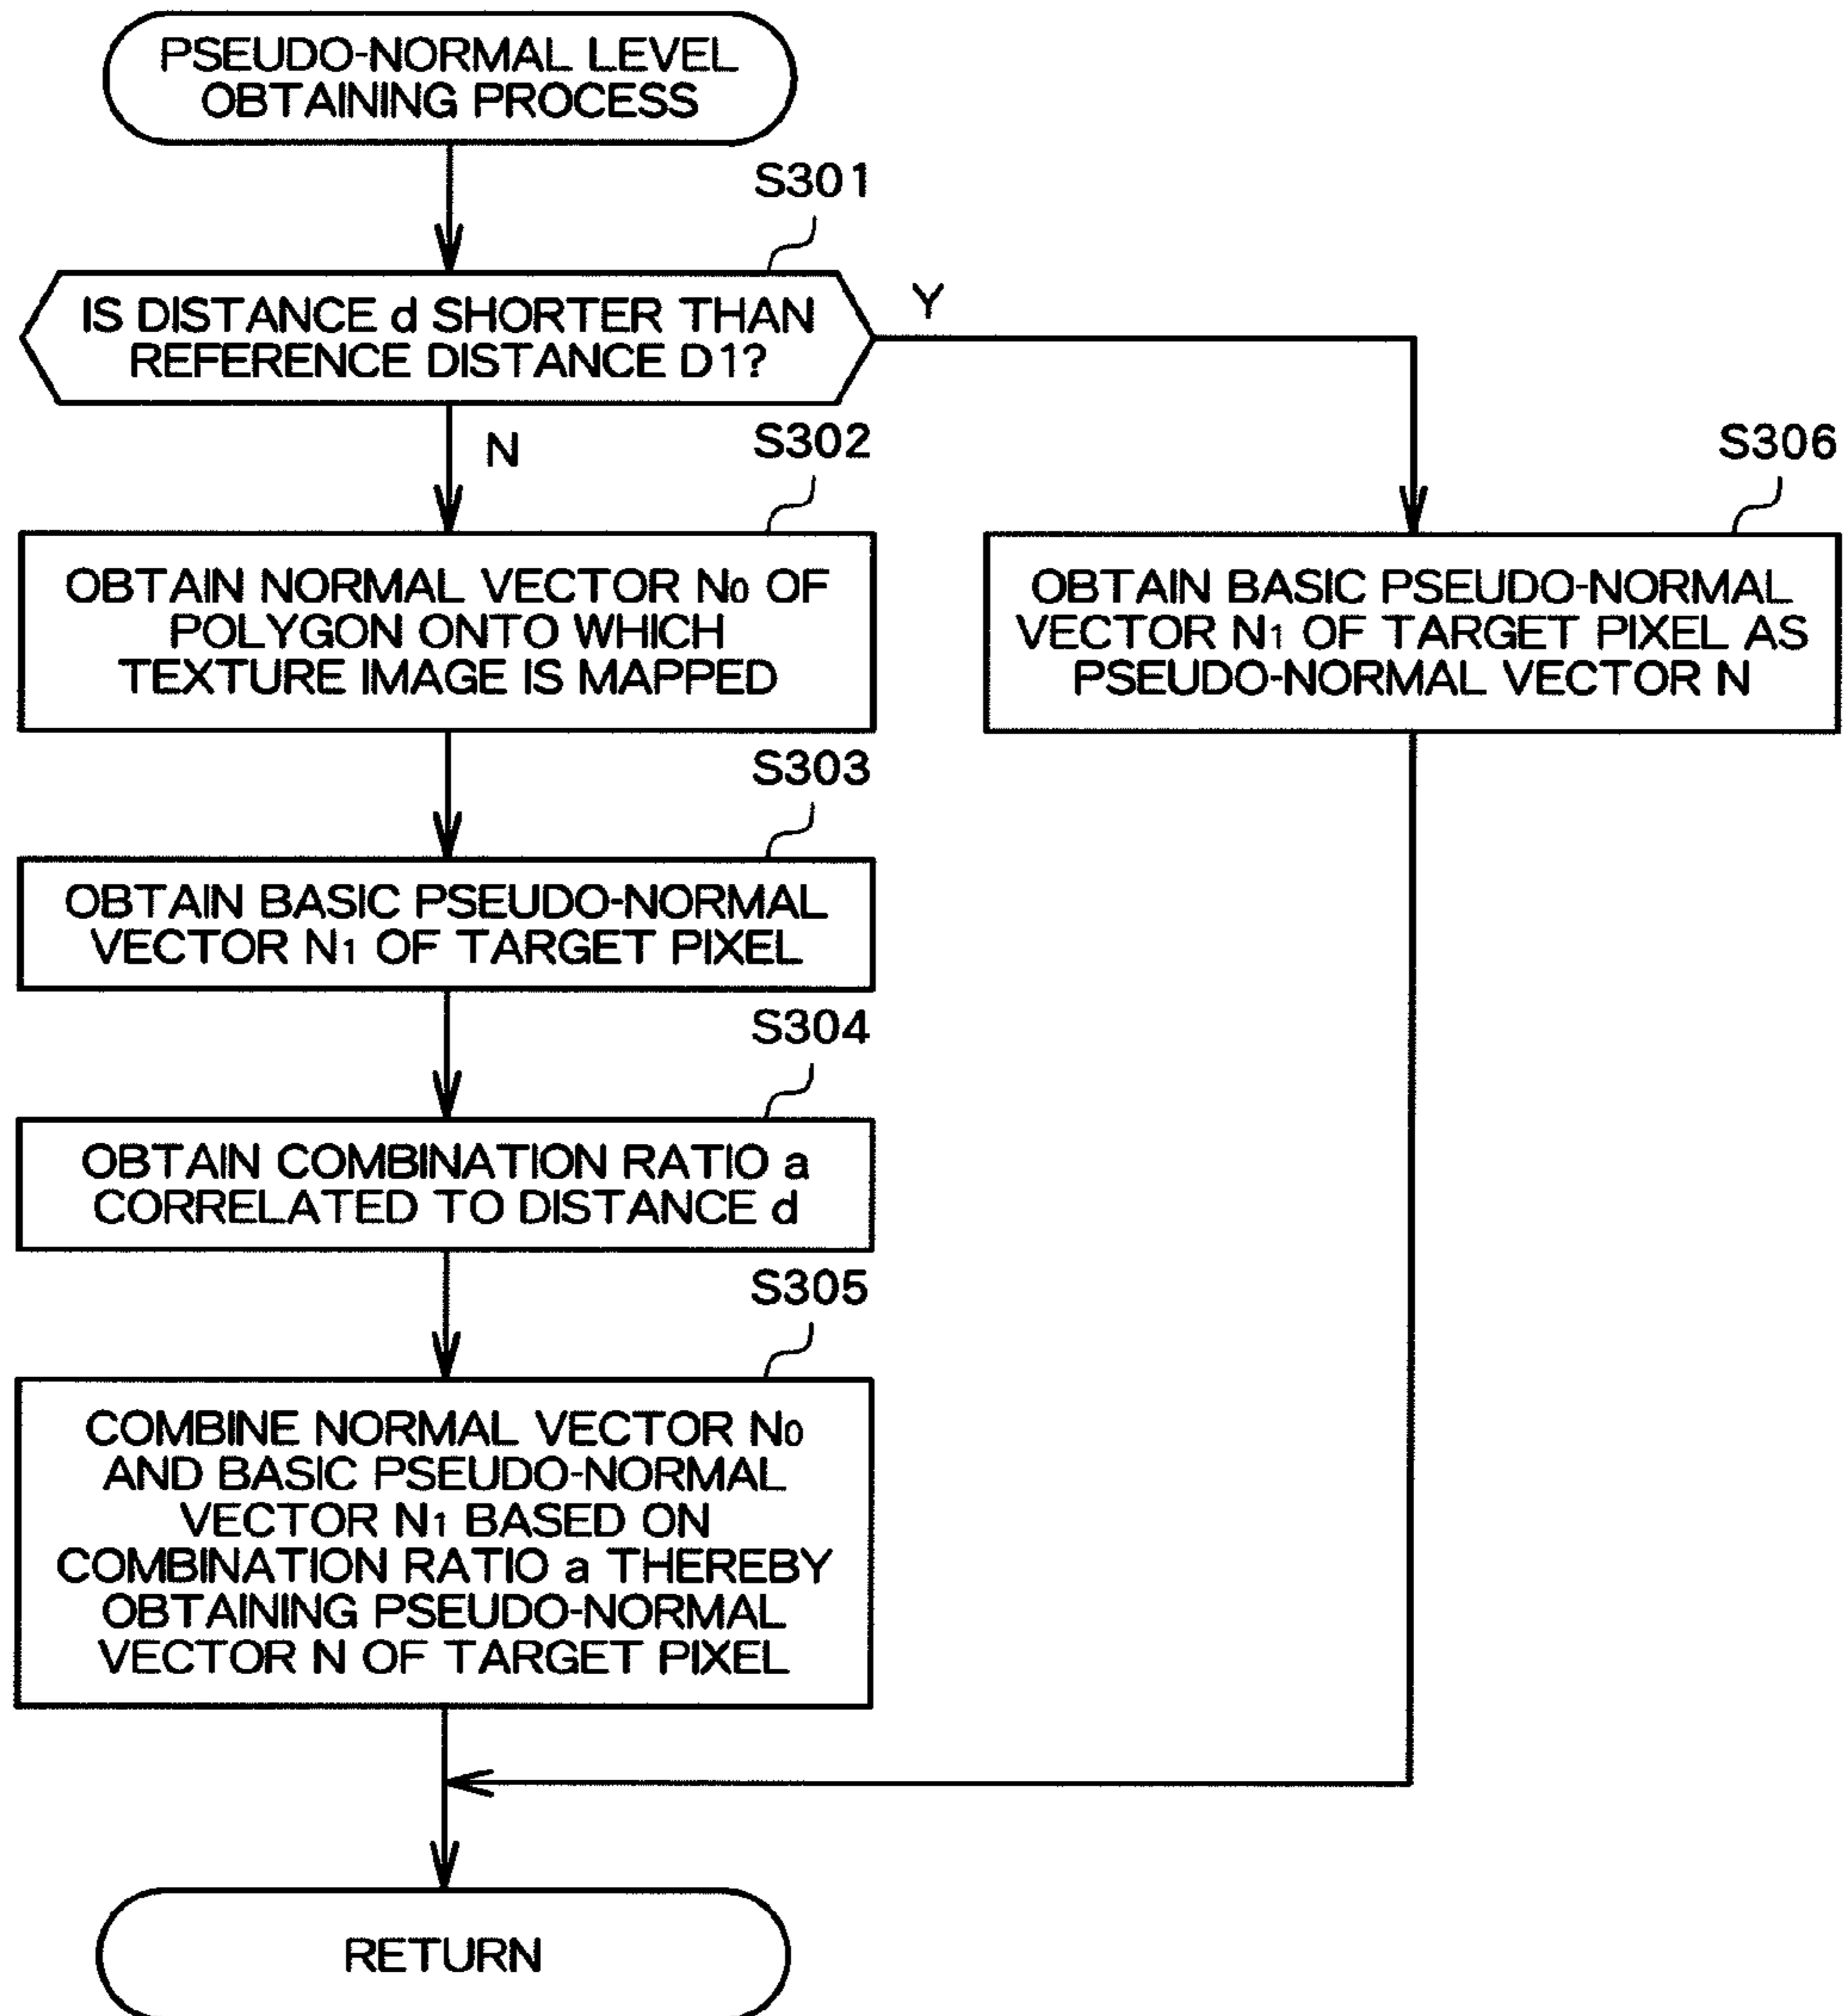 PSEUDO-NORMAL LEVEL
OBTAINING PROCESS
S301
IS DISTANCE d SHORTER THAN
REFERENCE DISTANCE D1?
Y
N
S302
OBTAIN NORMAL VECTOR N0 OF
POLYGON ONTO WHICH
TEXTURE IMAGE IS MAPPED
S306
OBTAIN BASIC PSEUDO-NORMAL
VECTOR N1 OF TARGET PIXEL AS
PSEUDO-NORMAL VECTOR N
S303
OBTAIN BASIC PSEUDO-NORMAL
VECTOR N1 OF TARGET PIXEL
S304
OBTAIN COMBINATION RATIO a
CORRELATED TO DISTANCE d
S305
COMBINE NORMAL VECTOR N0
AND BASIC PSEUDO-NORMAL
VECTOR N1 BASED ON
COMBINATION RATIO a THEREBY
OBTAINING PSEUDO-NORMAL
VECTOR N OF TARGET PIXEL
RETURN